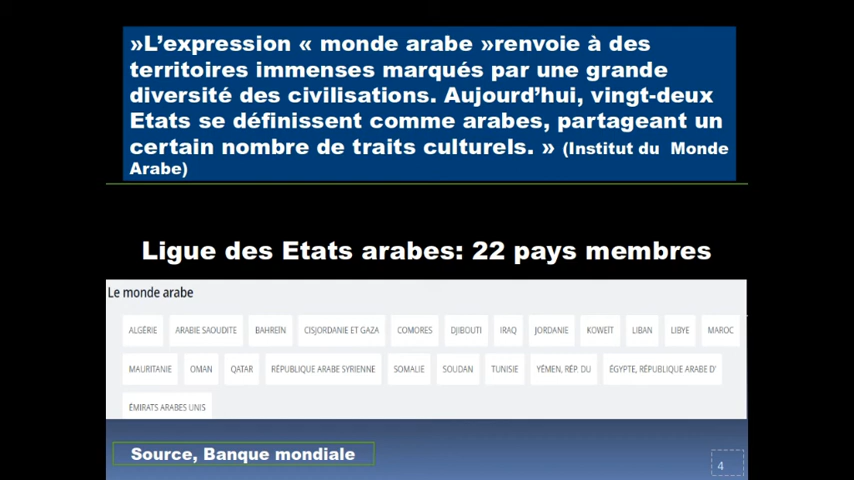 »L’expression « monde arabe »renvoie à des
territoires immenses marqués par une grande
diversité des civilisations. Aujourd’hui, vingt-deux
Etats se définissent comme arabes, partageant un
certain nombre de traits culturels. » (Institut du Monde
Arabe)
Ligue des Etats arabes: 22 pays membres
Le monde arabe
ALGÉRIE ARABIE SAOUDITE BAHREÏN CISJORDANIE ET GAZA COMORES DJIBOUTI IRAQ JORDANIE KOWEÏT LIBAN LIBYE MAROC
MAURITANIE OMAN QATAR RÉPUBLIQUE ARABE SYRIENNE SOMALIE SOUDAN TUNISIE YÉMEN, RÉP. DU ÉGYPTE, RÉPUBLIQUE ARABE D’
ÉMIRATS ARABES UNIS
Source, Banque mondiale
4